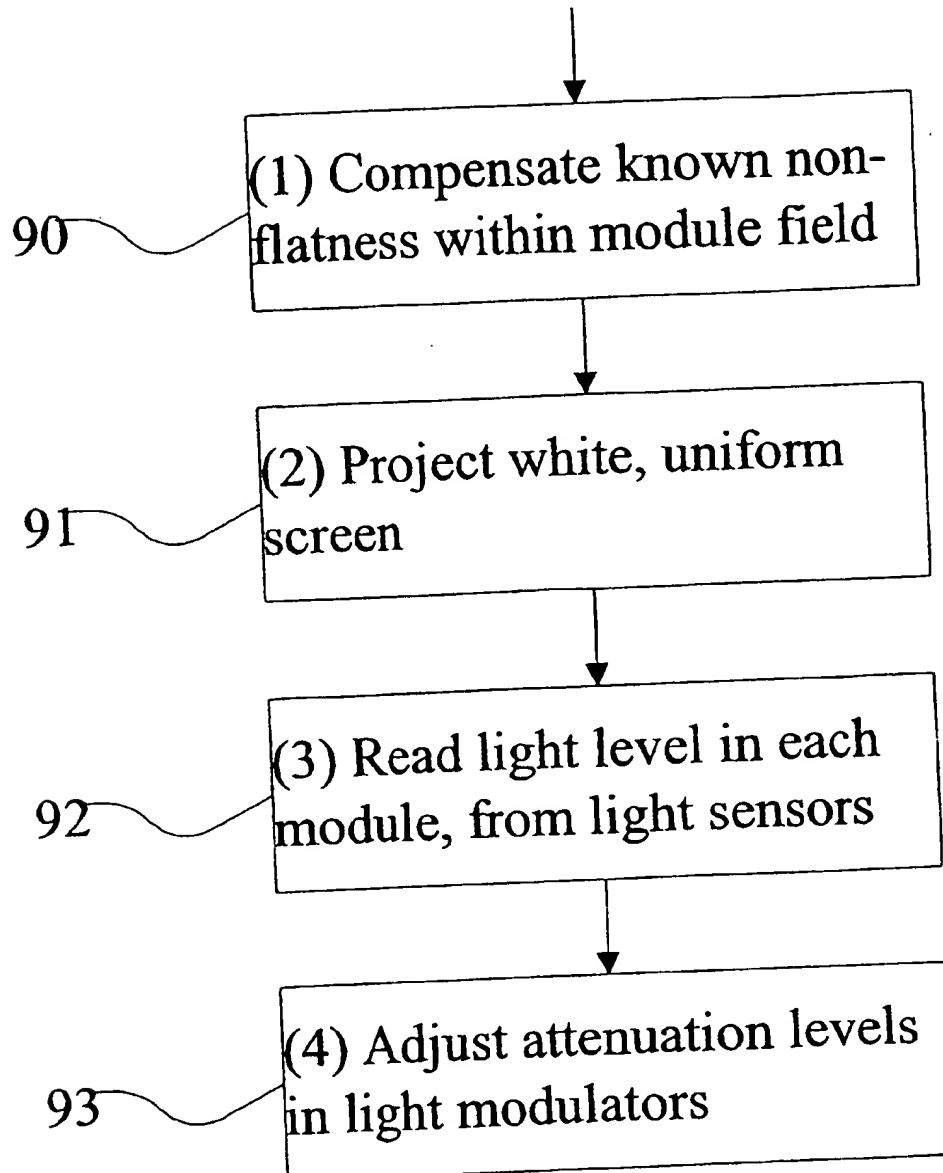 (1) Compensate known non-
flatness within module field
90
(2) Project white, uniform
screen
91
(3) Read light level in each
module, from light sensors
92
(4) Adjust attenuation levels
in light modulators
93